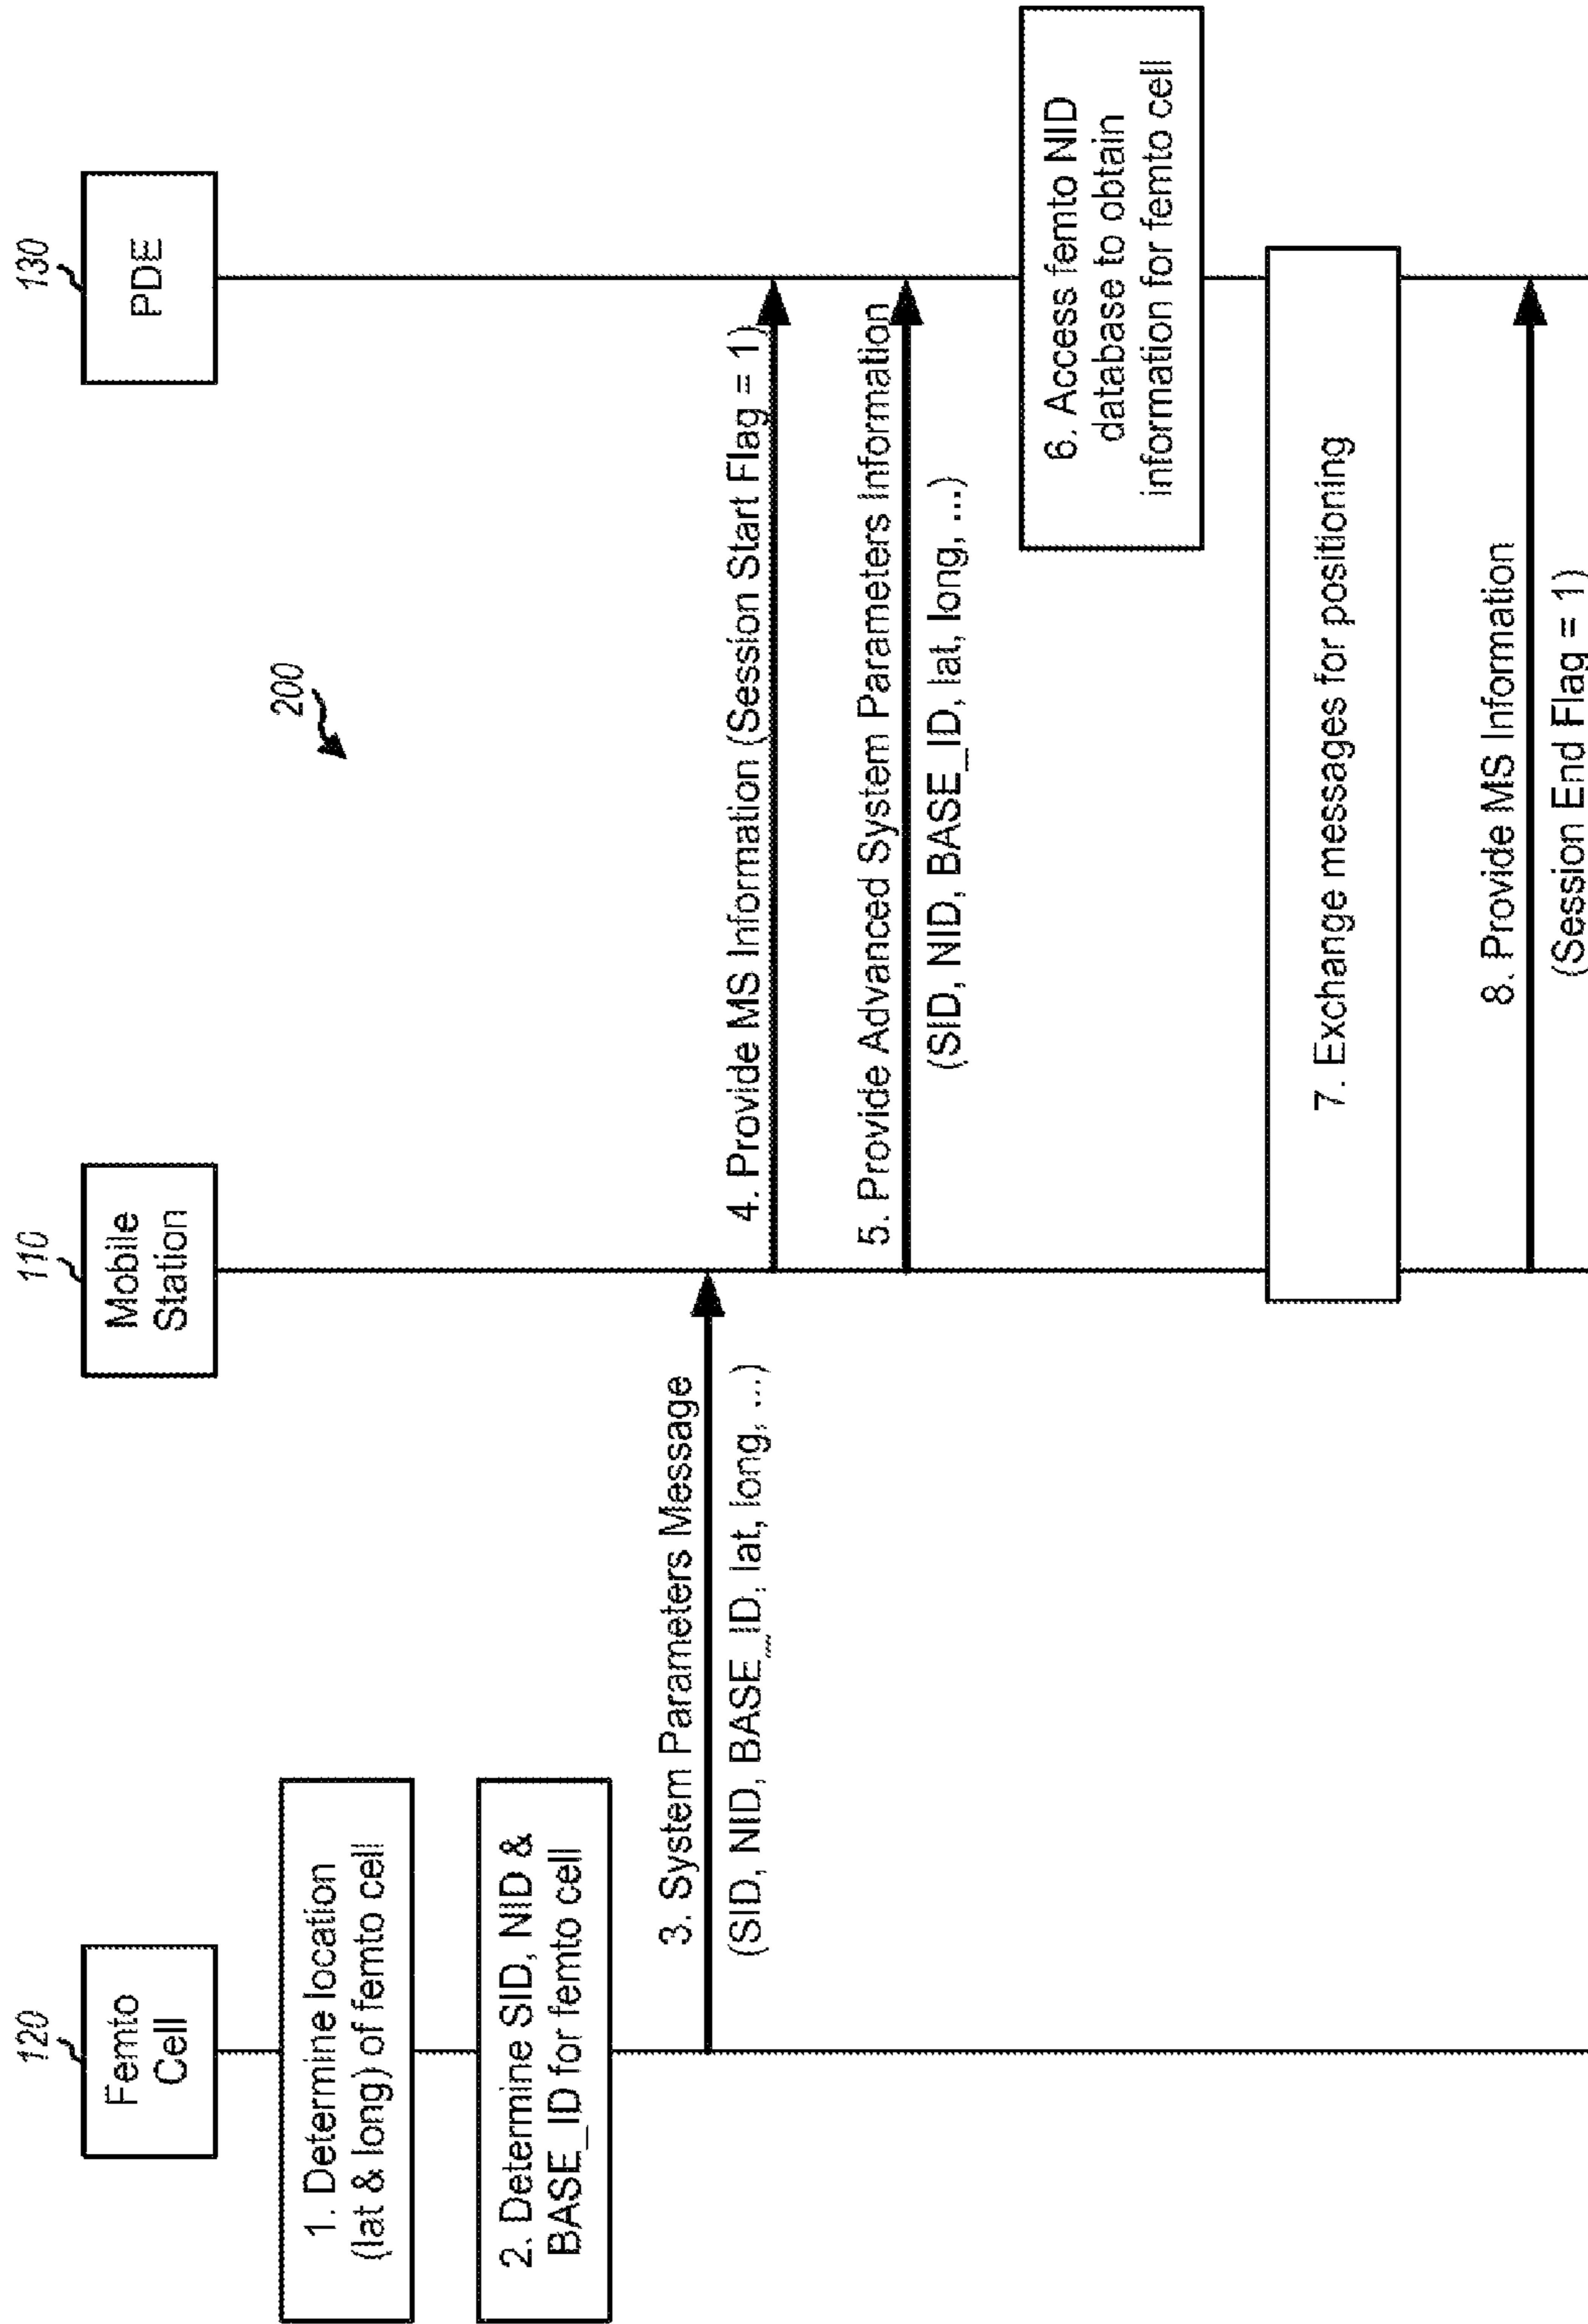 120
Femto
Cell
110
Mobile
Station
130
PDE
200
1. Determine location
(lat & long) of femto cell
2. Determine SID, NID &
BASE_ID for femto cell
3. System Parameters Message
(SID, NID, BASE_ID, lat, long, ...)
4. Provide MS Information (Session Start Flag = 1)
5. Provide Advanced System Parameters Information
(SID, NID, BASE_ID, lat, long, ...)
6. Access femto NID
database to obtain
information for femto cell
7. Exchange messages for positioning
8. Provide MS Information
(Session End Flag = 1)